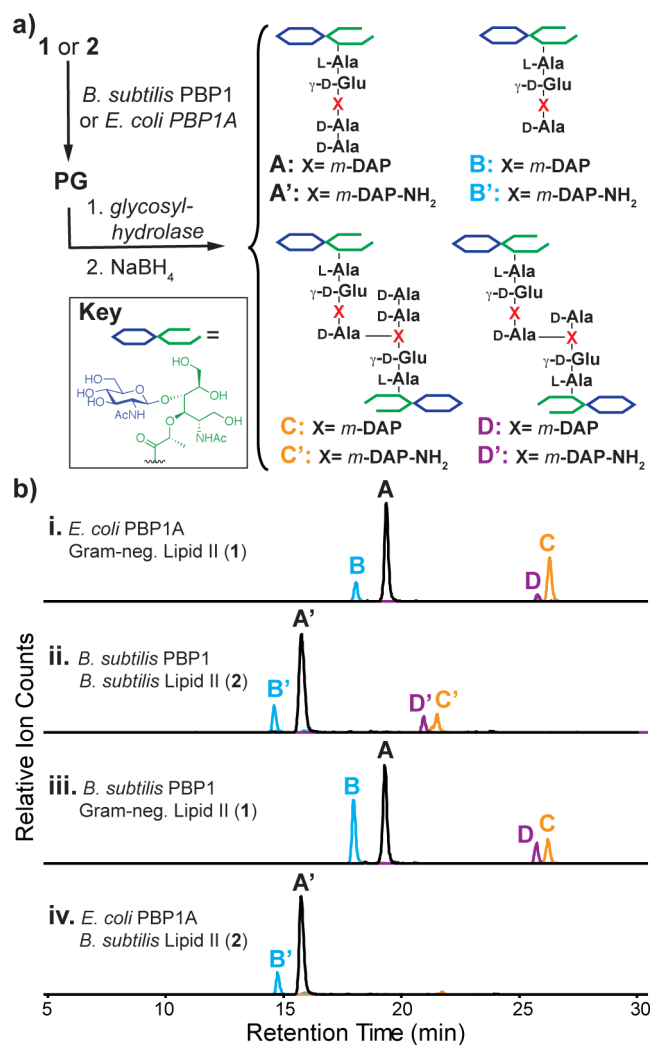 a)
1 or 2
B. subtilis PBP1
or E. coli PBP1A
PG
1. glycosyl-
hydrolase
2. NaBH4
Key
=
HO
OH
HO
O
HO
O
OH
HO
AcNH
O
OH
O
NHAc
L-Ala
γ-D-Glu
X
D-Ala
D-Ala
A: X= m-DAP
A’: X= m-DAP-NH2
L-Ala
γ-D-Glu
X
D-Ala
B: X= m-DAP
B’: X= m-DAP-NH2
L-Ala
γ-D-Glu
X
D-Ala
D-Ala
D-Ala
X
γ-D-Glu
L-Ala
C: X= m-DAP
C’: X= m-DAP-NH2
L-Ala
γ-D-Glu
X
D-Ala
D-Ala
X
γ-D-Glu
L-Ala
D: X= m-DAP
D’: X= m-DAP-NH2
b)
Relative Ion Counts
i. E. coli PBP1A
Gram-neg. Lipid II (1)
B
A
D
C
ii. B. subtilis PBP1
B. subtilis Lipid II (2)
B’
A’
D’
C’
iii. B. subtilis PBP1
Gram-neg. Lipid II (1)
B
A
D
C
iv. E. coli PBP1A
B. subtilis Lipid II (2)
B’
A’
5 10 15 20 25 30
Retention Time (min)